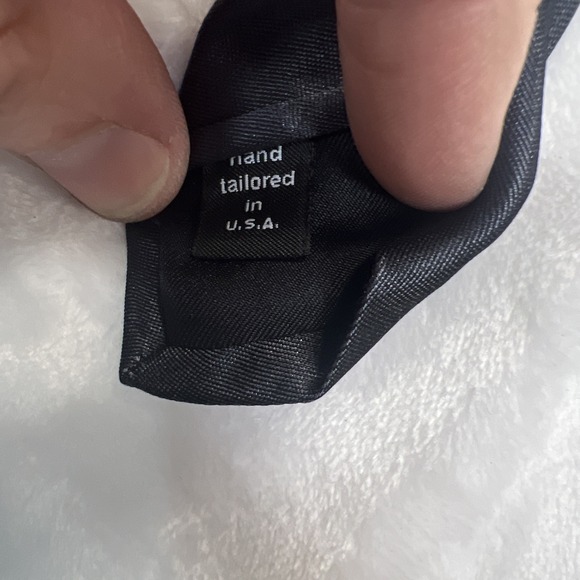 hand
tailored
in
U.S.A.